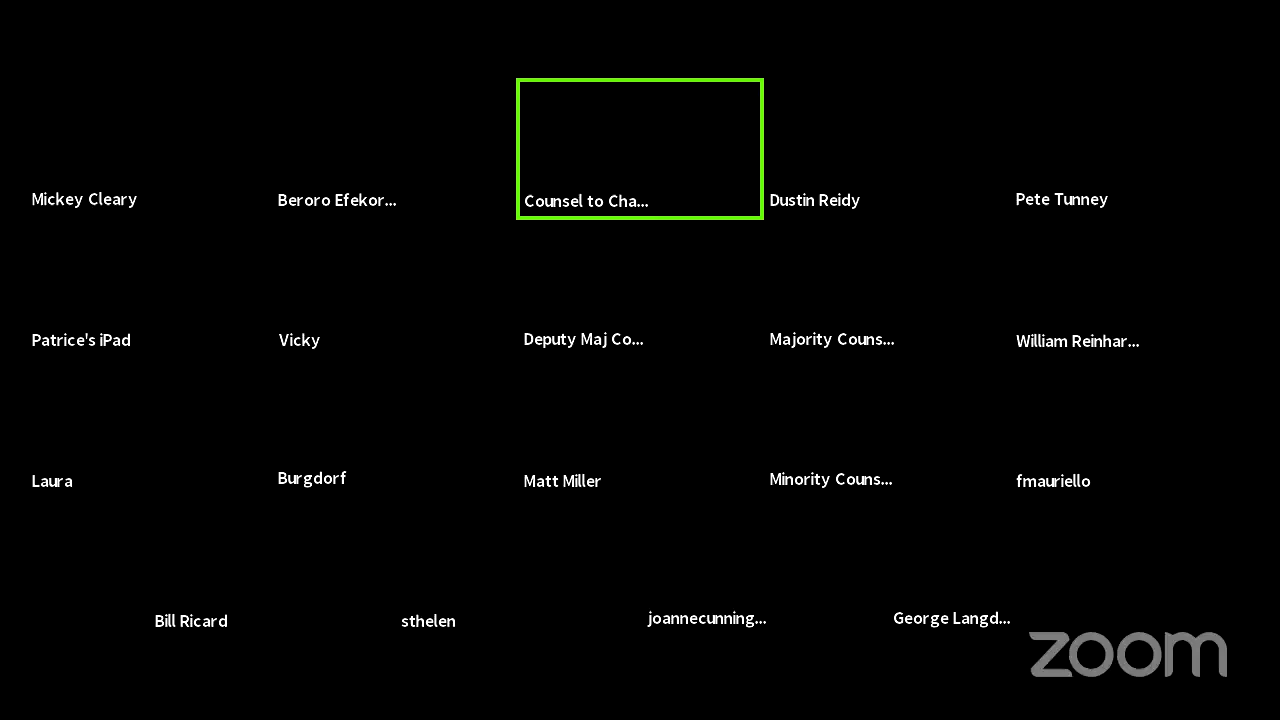 Mickey Cleary
Beroro Efekor...
Counsel to Cha...
Dustin Reidy
Pete Tunney
Patrice's iPad
Vicky
Deputy Maj Co...
Majority Couns...
William Reinhar...
Laura
Burgdorf
Matt Miller
Minority Couns...
fmauriello
Bill Ricard
sthelen
joannecunning...
George Langd...
zoom